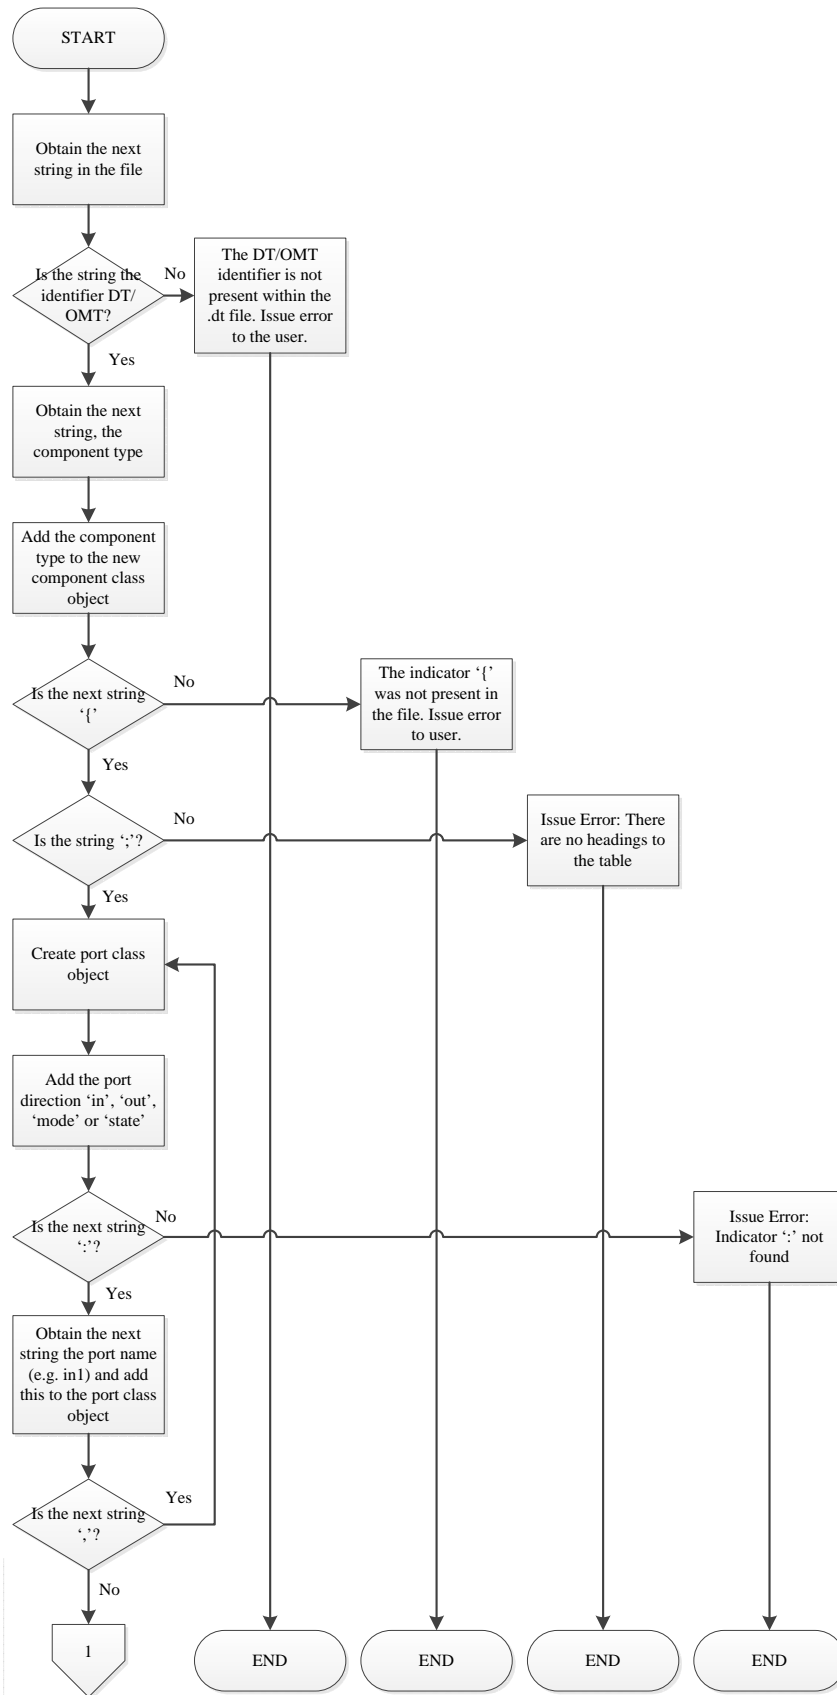 START
Obtain the next
string in the file
Is the string the
identifier DT/
OMT?
No
The DT/OMT
identifier is not
present within the
.dt file. Issue error
to the user.
Yes
Obtain the next
string, the
component type
Add the component
type to the new
component class
object
Is the next string
‘{’
No
The indicator ‘{’
was not present in
the file. Issue error
to user.
Yes
Is the string ‘;’?
No
Issue Error: There
are no headings to
the table
Yes
Create port class
object
Add the port
direction ‘in’, ‘out’,
‘mode’ or ‘state’
Is the next string
‘:’?
No
Issue Error:
Indicator ‘:’ not
found
Yes
Obtain the next
string the port name
(e.g. in1) and add
this to the port class
object
Is the next string
‘,’?
Yes
No
1
END
END
END
END